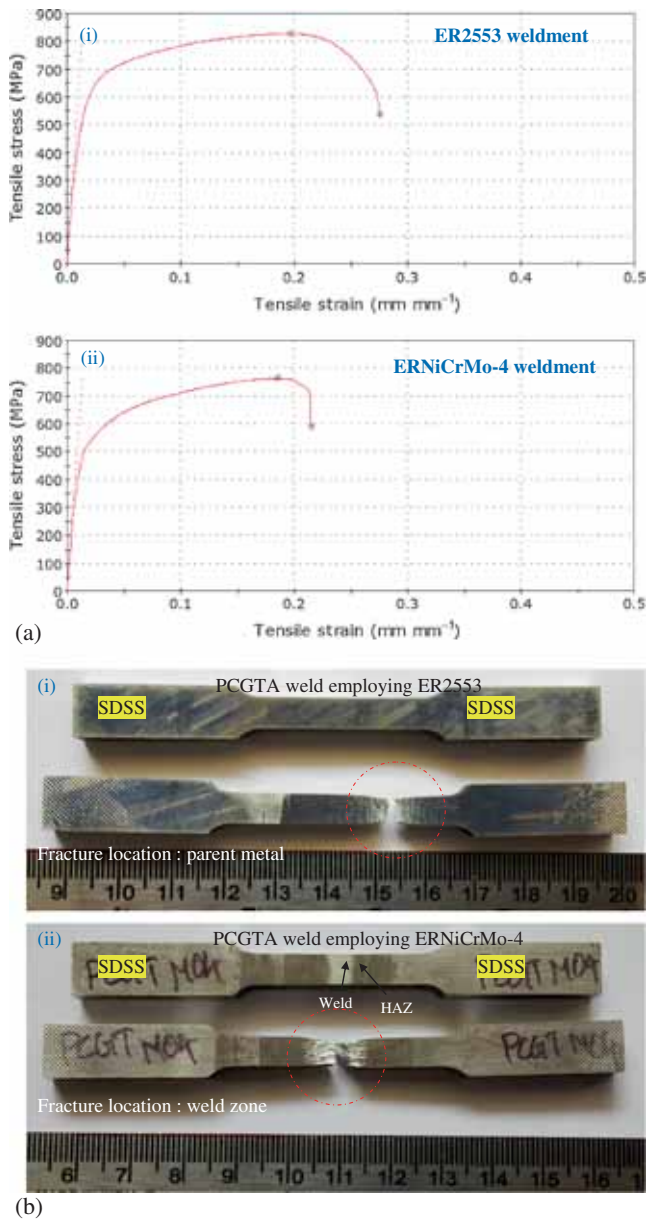 (i)
ER2553 weldment
Tensile stress (MPa)
900
800
700
600
500
400
300
200
100
0
0.0 0.1 0.2 0.3 0.4 0.5
Tensile strain (mm mm⁻¹)
(ii)
ERNiCrMo-4 weldment
Tensile stress (MPa)
900
800
700
600
500
400
300
200
100
0
0.0 0.1 0.2 0.3 0.4 0.5
Tensile strain (mm mm⁻¹)
(a)
(i)
PCGTA weld employing ER2553
SDSS SDSS
Fracture location : parent metal
9 10 11 12 13 14 15 16 17 18 19 20
(ii)
PCGTA weld employing ERNiCrMo-4
SDSS SDSS
Weld
HAZ
Fracture location : weld zone
6 7 8 9 10 11 12 13 14 15 16
(b)